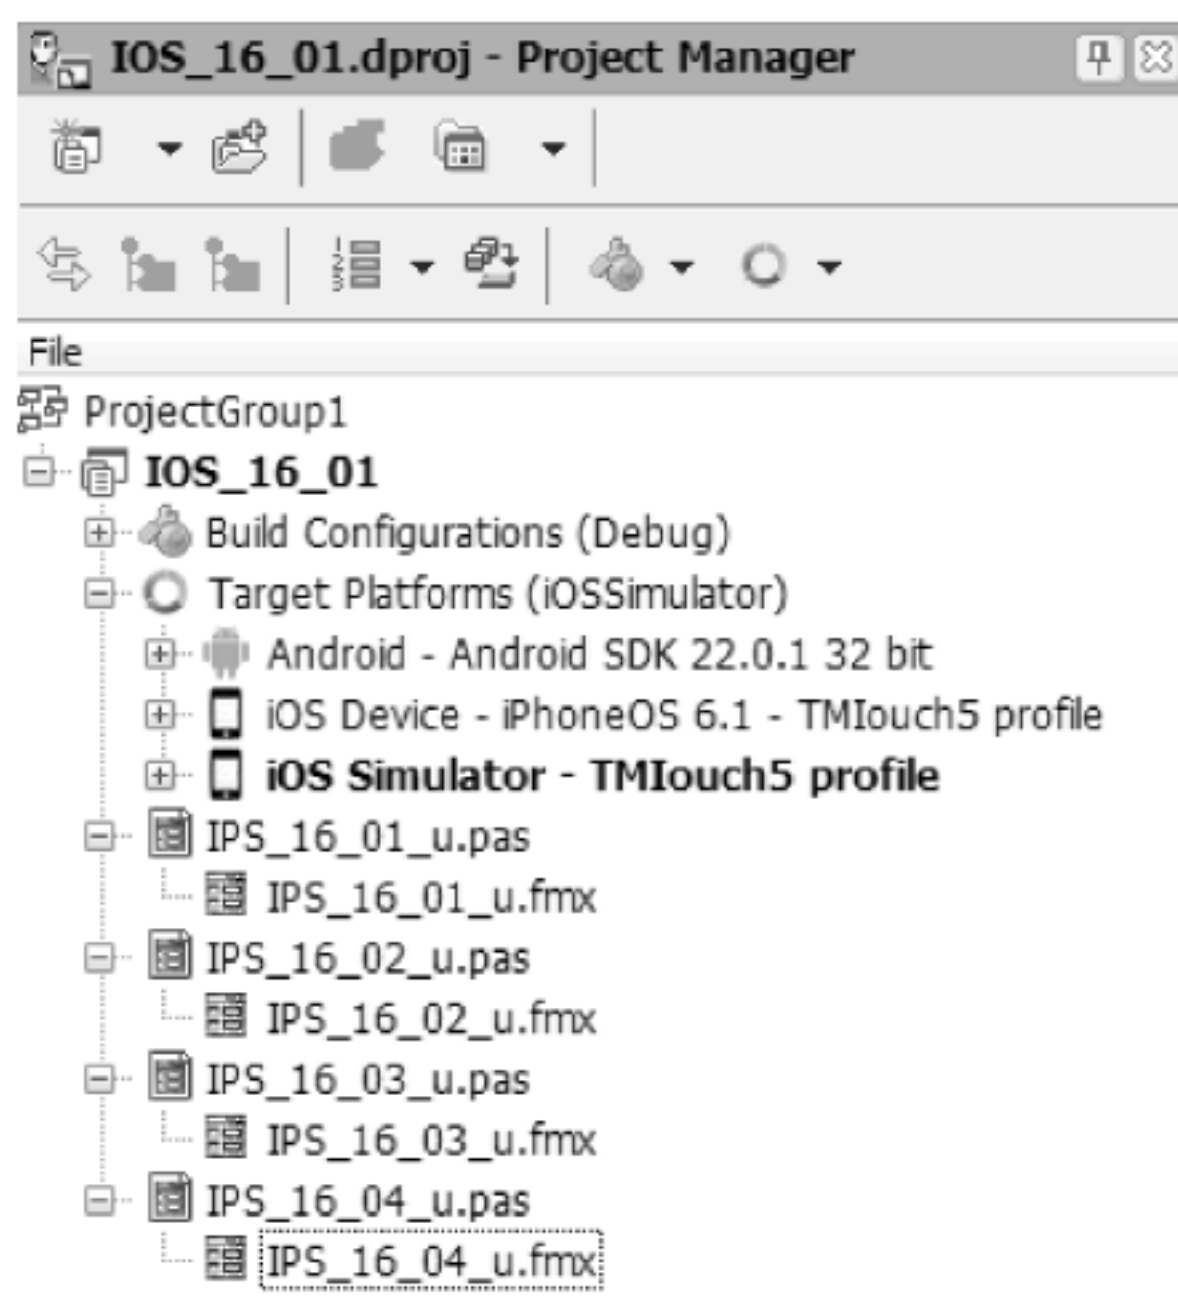 IOS_16_01.dproj - Project Manager
File
ProjectGroup1
IOS_16_01
Build Configurations (Debug)
Target Platforms (iOSSimulator)
Android - Android SDK 22.0.1 32 bit
iOS Device - iPhoneOS 6.1 - TMIouch5 profile
iOS Simulator - TMIouch5 profile
IPS_16_01_u.pas
IPS_16_01_u.fmx
IPS_16_02_u.pas
IPS_16_02_u.fmx
IPS_16_03_u.pas
IPS_16_03_u.fmx
IPS_16_04_u.pas
IPS_16_04_u.fmx